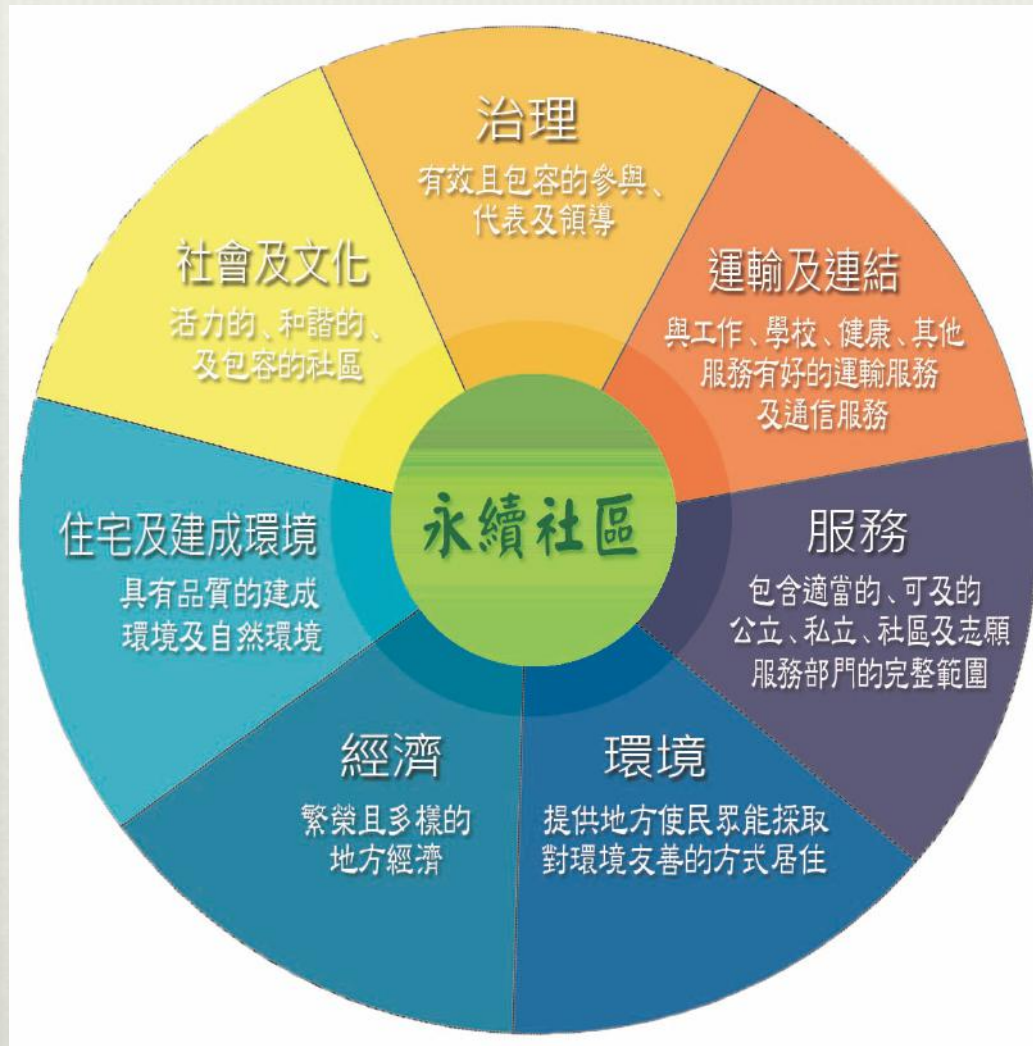 治理
有效且包容的參與、
代表及領導
運輸及連結
與工作、學校、健康、其他
服務有好的運輸服務
及通信服務
服務
包含適當的、可及的
公立、私立、社區及志願
服務部門的完整範圍
環境
提供地方使民眾能採取
對環境友善的方式居住
經濟
繁榮且多樣的
地方經濟
住宅及建成環境
具有品質的建成
環境及自然環境
社會及文化
活力的、和諧的、
及包容的社區
永續社區